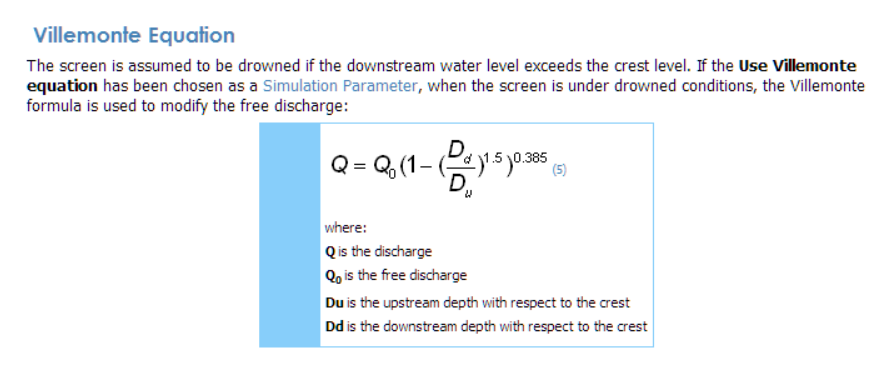 Villemonte Equation
The screen is assumed to be drowned if the downstream water level exceeds the crest level. If the Use Villemonte
equation has been chosen as a Simulation Parameter, when the screen is under drowned conditions, the Villemonte
formula is used to modify the free discharge:
Q = Q₀(1 − (D_d/D_u)^1.5)^0.385 (5)
where:
Q is the discharge
Q₀ is the free discharge
Du is the upstream depth with respect to the crest
Dd is the downstream depth with respect to the crest